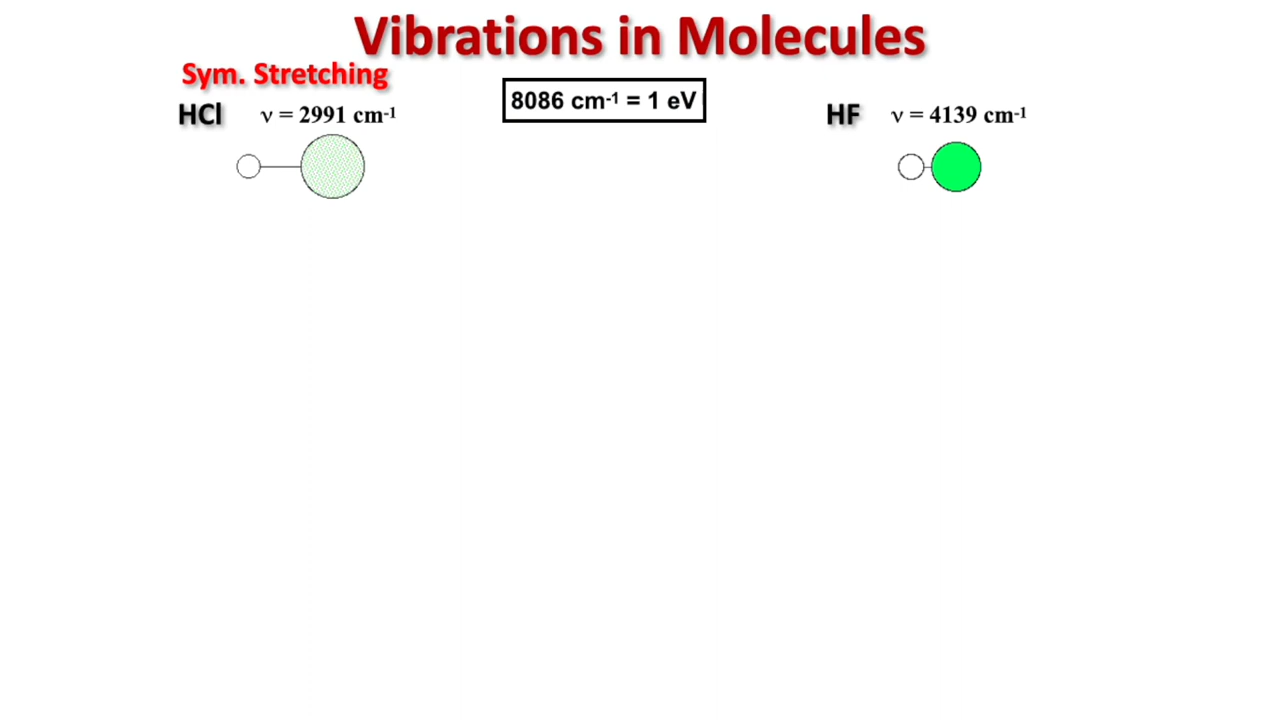 Vibrations in Molecules
Sym. Stretching
HCl ν = 2991 cm-1
8086 cm-1 = 1 eV
HF ν = 4139 cm-1